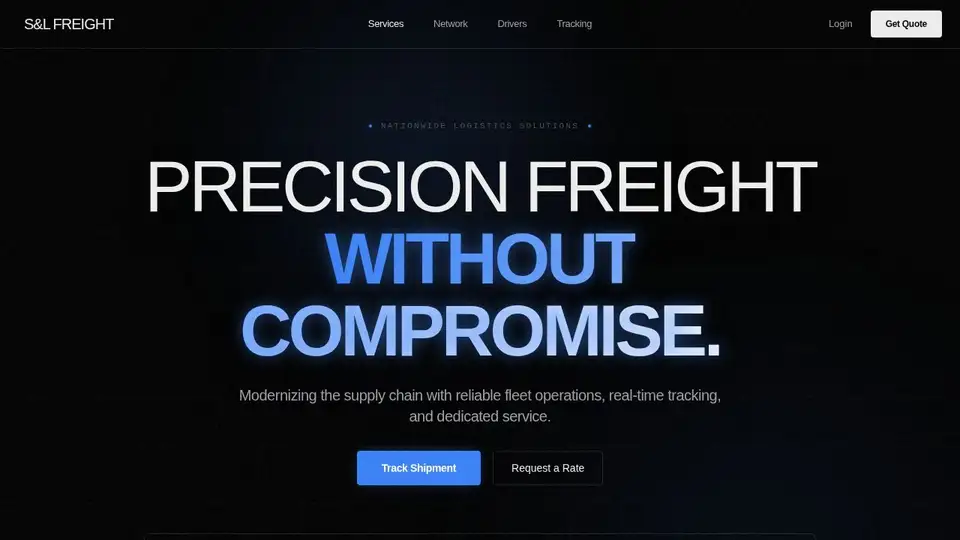 S&L FREIGHT
Services
Network
Drivers
Tracking
Login
Get Quote
NATIONWIDE LOGISTICS SOLUTIONS
PRECISION FREIGHT
WITHOUT
COMPROMISE.
Modernizing the supply chain with reliable fleet operations, real-time tracking,
and dedicated service.
Track Shipment
Request a Rate